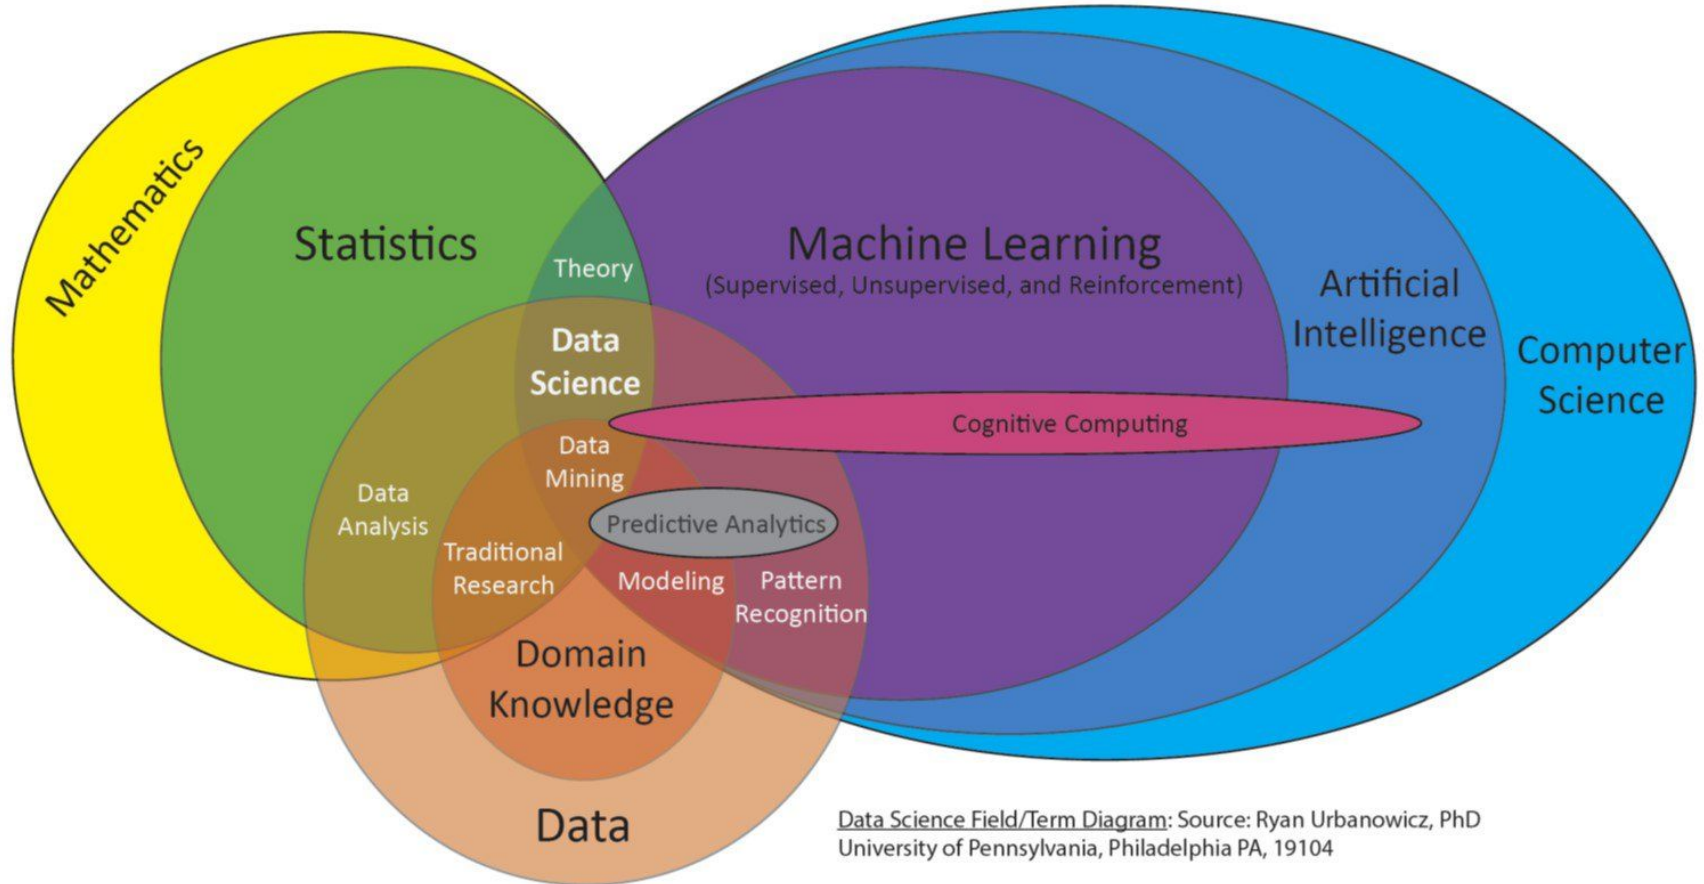 Mathematics
Statistics
Theory
Machine Learning
(Supervised, Unsupervised, and Reinforcement)
Artificial
Intelligence
Computer
Science
Data
Science
Cognitive Computing
Data
Mining
Data
Analysis
Predictive Analytics
Traditional
Research
Modeling
Pattern
Recognition
Domain
Knowledge
Data
Data Science Field/Term Diagram: Source: Ryan Urbanowicz, PhD
University of Pennsylvania, Philadelphia PA, 19104